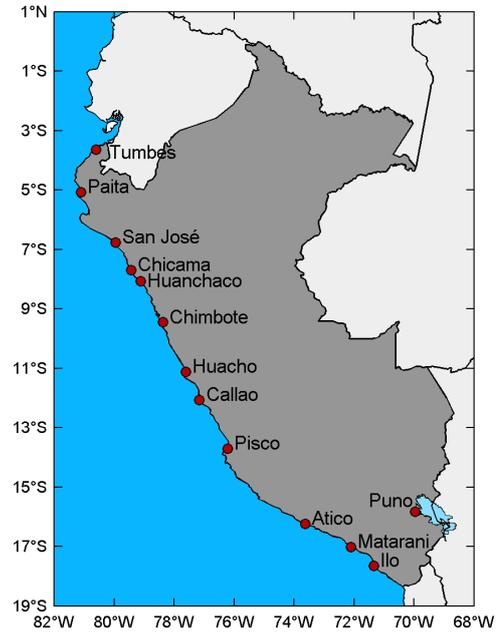 1°N
1°S
3°S
Tumbes
5°S
Paita
7°S
San José
Chicama
Huanchaco
9°S
Chimbote
11°S
Huacho
Callao
13°S
Pisco
15°S
Puno
Atico
17°S
Matarani
Ilo
19°S
82°W 80°W 78°W 76°W 74°W 72°W 70°W 68°W